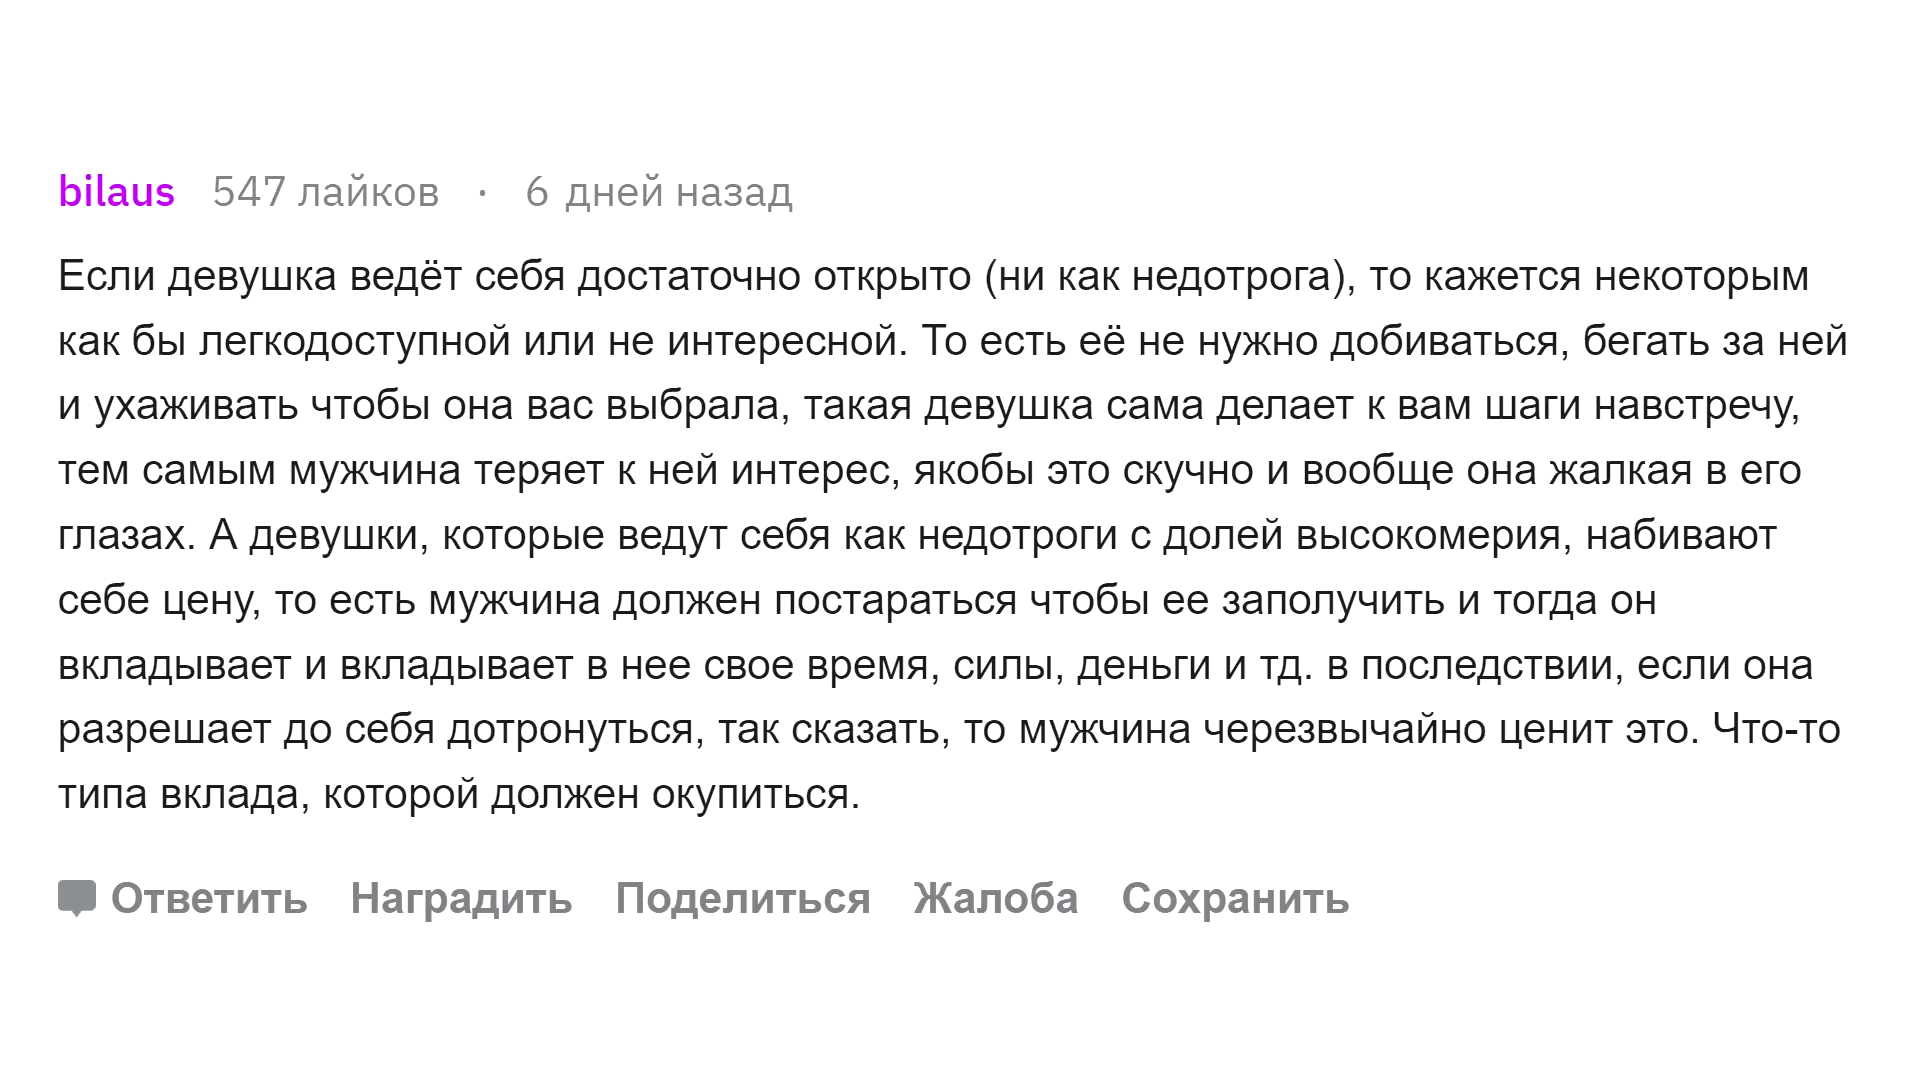 bilaus 547 лайков · 6 дней назад
Если девушка ведёт себя достаточно открыто (ни как недотрога), то кажется некоторым
как бы легкодоступной или не интересной. То есть её не нужно добиваться, бегать за ней
и ухаживать чтобы она вас выбрала, такая девушка сама делает к вам шаги навстречу,
тем самым мужчина теряет к ней интерес, якобы это скучно и вообще она жалкая в его
глазах. А девушки, которые ведут себя как недотроги с долей высокомерия, набивают
себе цену, то есть мужчина должен постараться чтобы ее заполучить и тогда он
вкладывает и вкладывает в нее свое время, силы, деньги и тд. в последствии, если она
разрешает до себя дотронуться, так сказать, то мужчина черезвычайно ценит это. Что-то
типа вклада, которой должен окупиться.
Ответить Наградить Поделиться Жалоба Сохранить